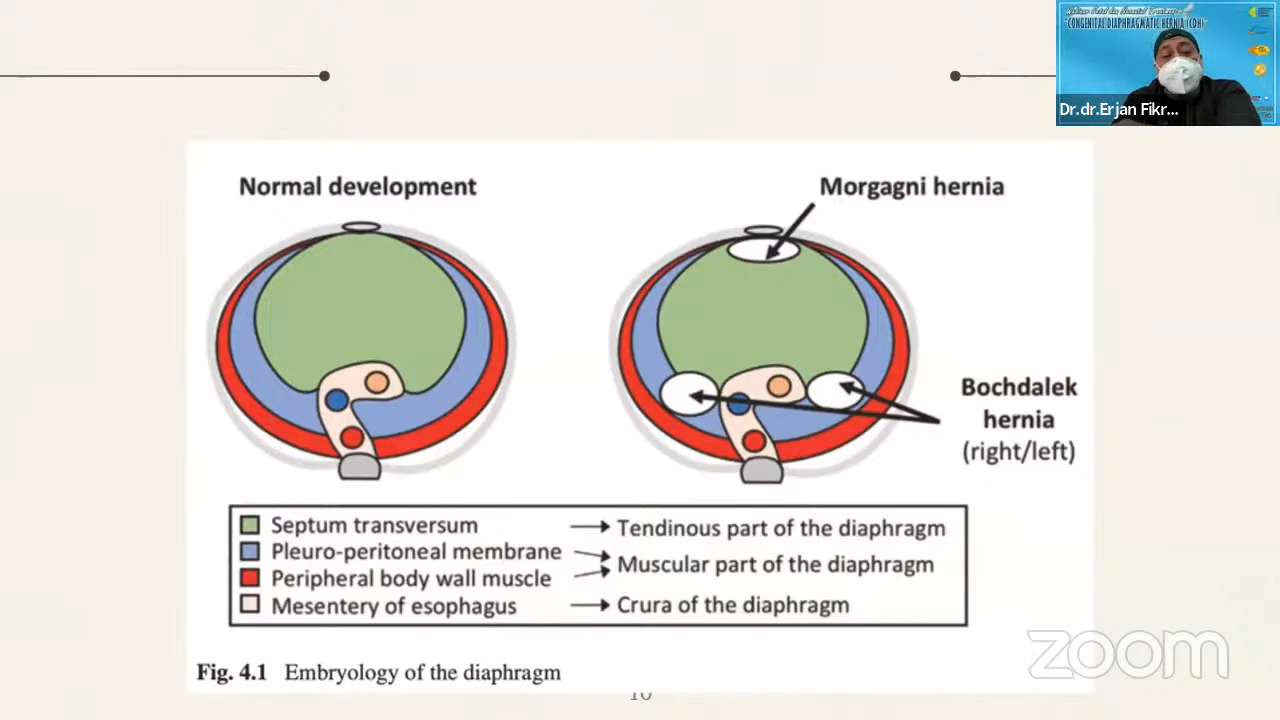 "CONGENITAL DIAPHRAGMATIC HERNIA (CDH)"
Dr.dr.Erjan Fikr...
Normal development
Morgagni hernia
Bochdalek
hernia
(right/left)
Septum transversum → Tendinous part of the diaphragm
Pleuro-peritoneal membrane
Muscular part of the diaphragm
Peripheral body wall muscle
Mesentery of esophagus → Crura of the diaphragm
Fig. 4.1 Embryology of the diaphragm
zoom